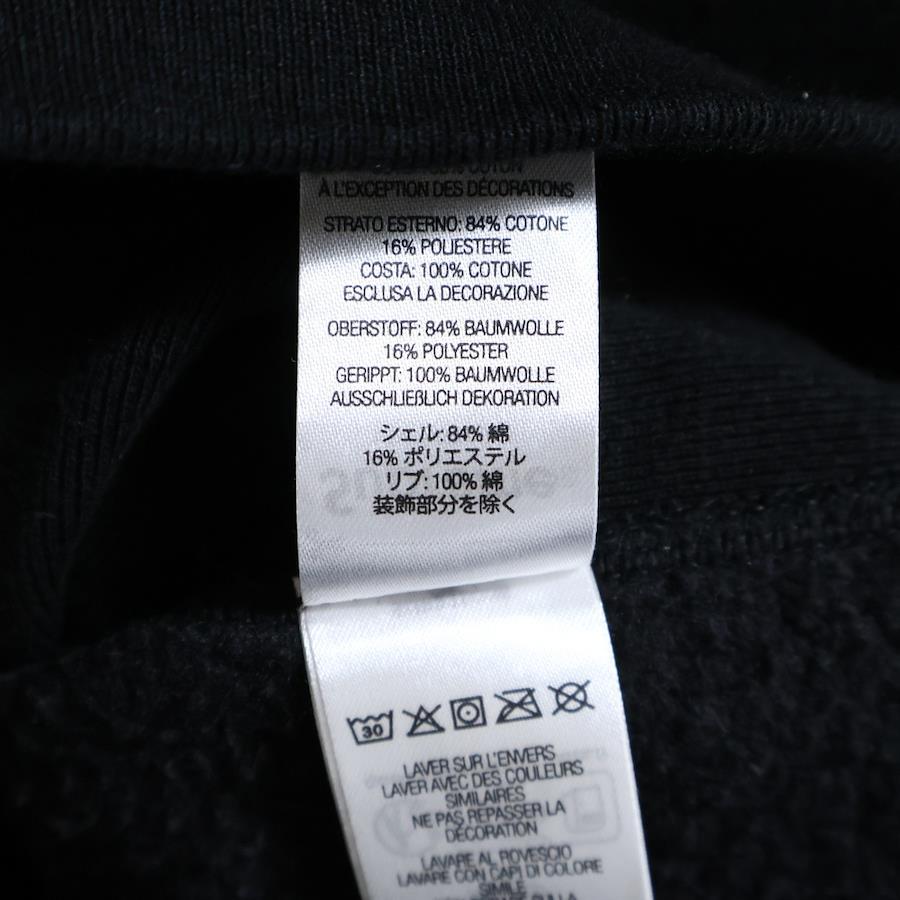 À L'EXCEPTION DES DÉCORATIONS
STRATO ESTERNO: 84% COTONE
16% POLIESTERE
COSTA: 100% COTONE
ESCLUSA LA DECORAZIONE
OBERSTOFF: 84% BAUMWOLLE
16% POLYESTER
GERIPPT: 100% BAUMWOLLE
AUSSCHLIEßLICH DEKORATION
シェル: 84% 綿
16% ポリエステル
リブ: 100% 綿
装飾部分を除く
30
LAVER SUR L'ENVERS
LAVER AVEC DES COULEURS
SIMILAIRES
NE PAS REPASSER LA
DÉCORATION
LAVARE AL ROVESCIO
LAVARE CON CAPI DI COLORE
SIMILE